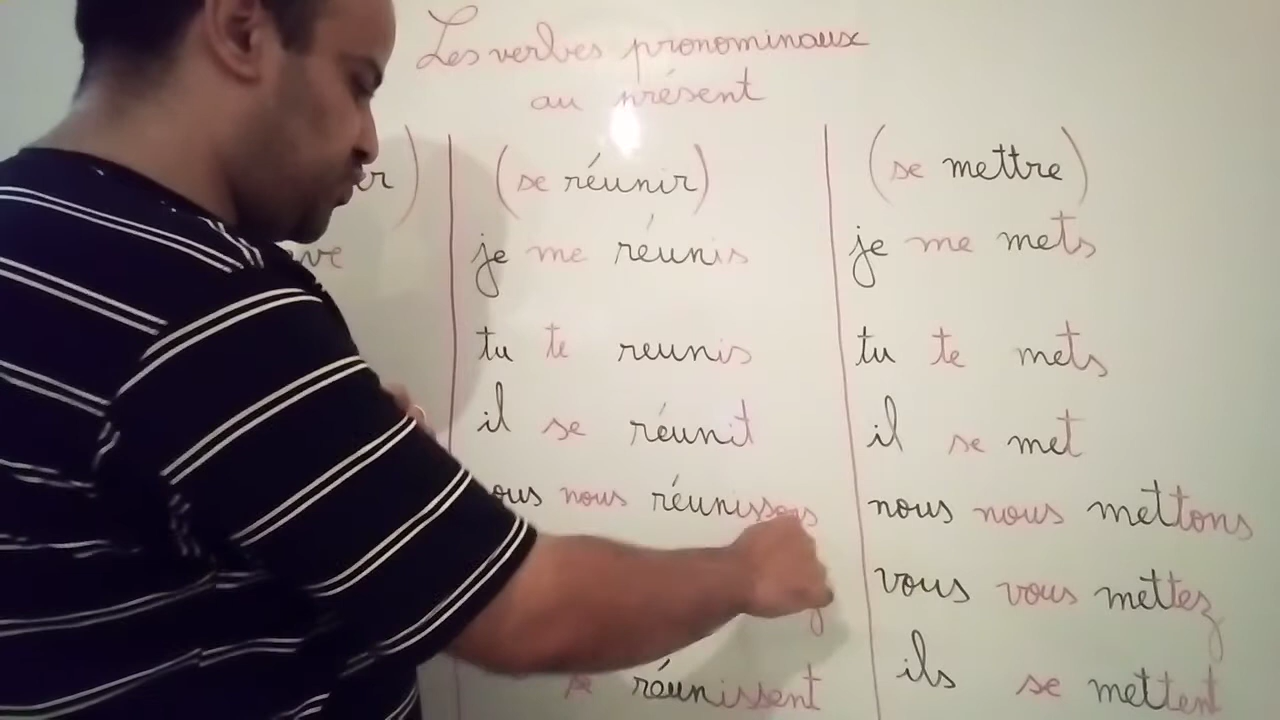 Les verbes pronominaux
au présent
(se réunir)
je me réunis
tu te reunis
il se réunit
nous réunissons
se réunissent
(se mettre)
je me mets
tu te mets
il se met
nous nous mettons
vous vous mettez
ils se mettent